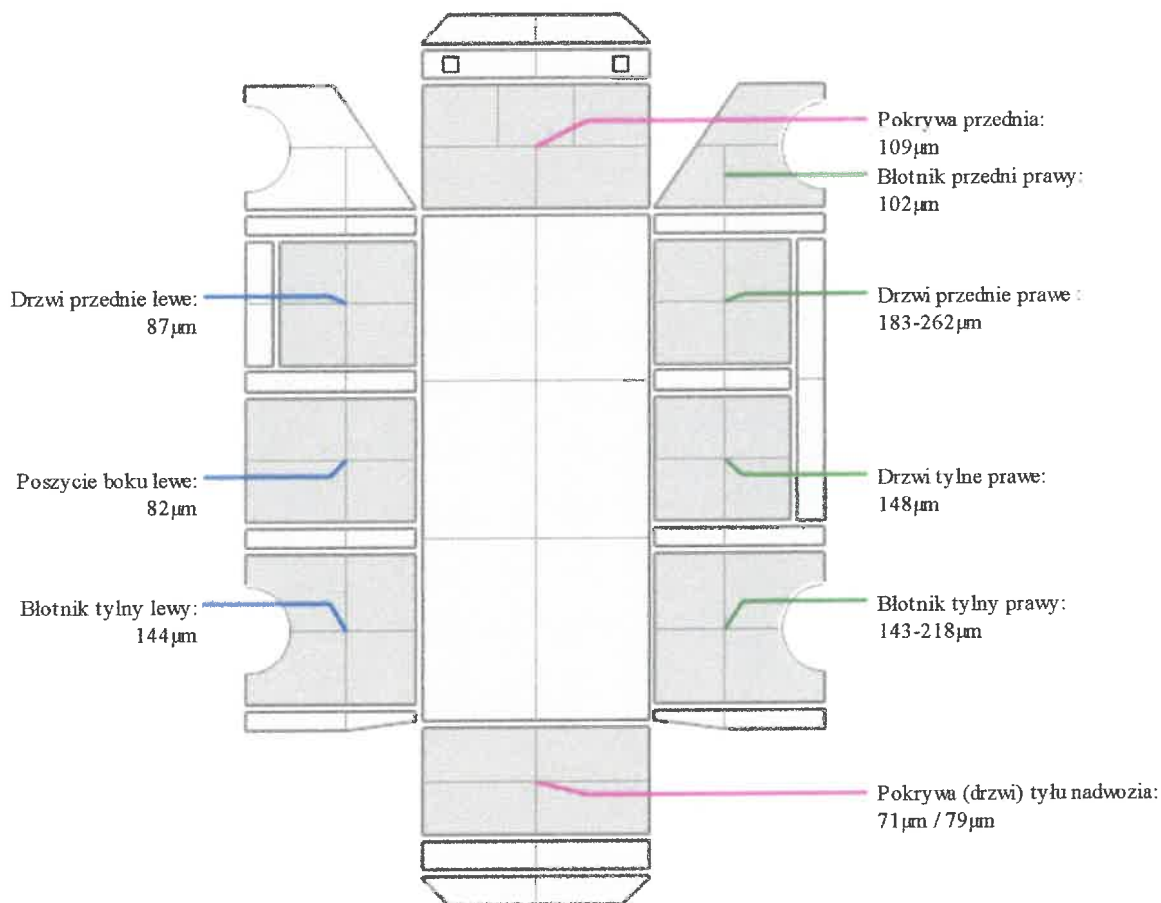 Pokrywa przednia:
109µm
Błotnik przedni prawy:
102µm
Drzwi przednie lewe:
87µm
Drzwi przednie prawe :
183-262µm
Poszycie boku lewe:
82µm
Drzwi tylne prawe:
148µm
Błotnik tylny lewy:
144µm
Błotnik tylny prawy:
143-218µm
Pokrywa (drzwi) tyłu nadwozia:
71µm / 79µm